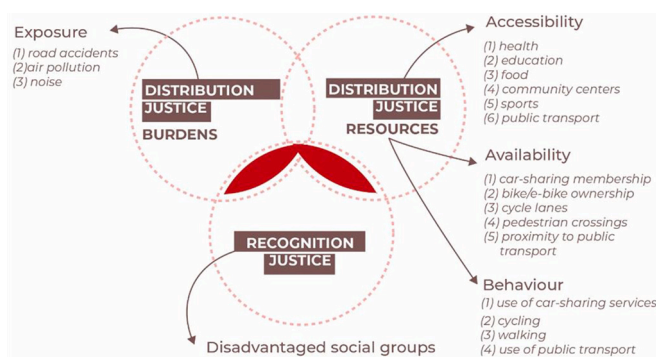 Exposure
(1) road accidents
(2)air pollution
(3) noise
DISTRIBUTION
JUSTICE
BURDENS
DISTRIBUTION
JUSTICE
RESOURCES
Accessibility
(1) health
(2) education
(3) food
(4) community centers
(5) sports
(6) public transport
Availability
(1) car-sharing membership
(2) bike/e-bike ownership
(3) cycle lanes
(4) pedestrian crossings
(5) proximity to public
transport
RECOGNITION
JUSTICE
Behaviour
(1) use of car-sharing services
(2) cycling
(3) walking
(4) use of public transport
Disadvantaged social groups